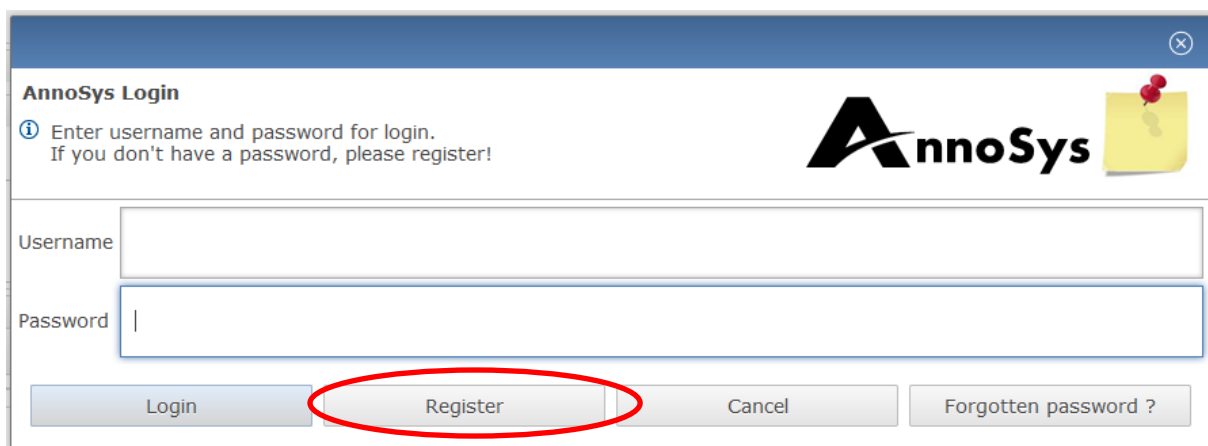 AnnoSys Login
Enter username and password for login.
If you don't have a password, please register!
AnnoSys
Username
Password
Login Register Cancel Forgotten password ?